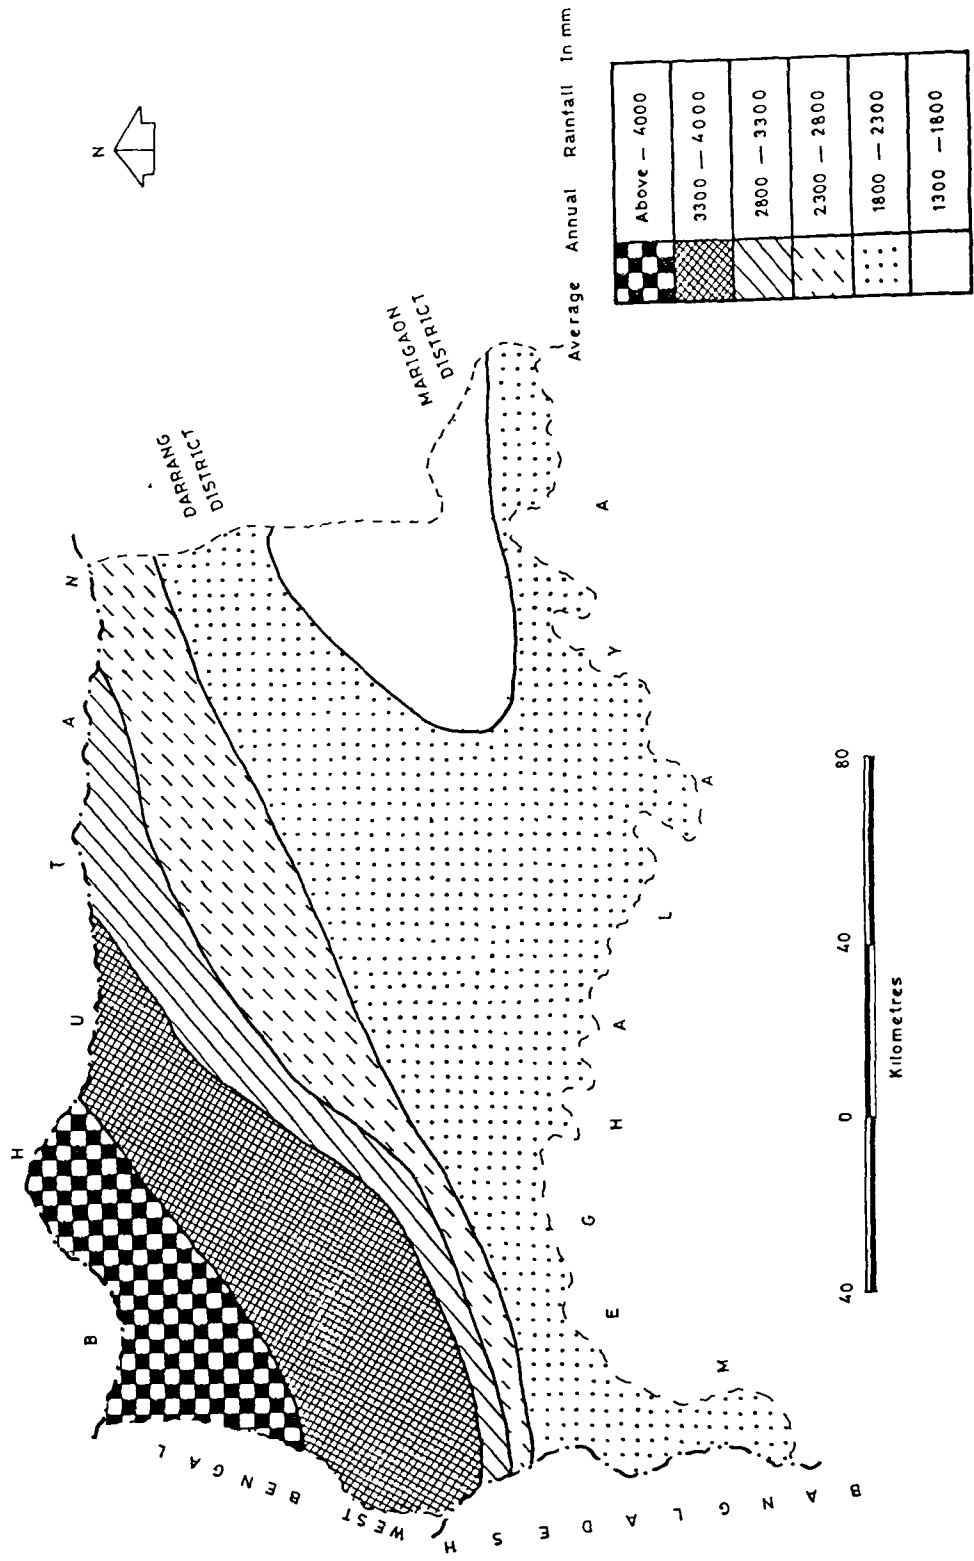 N
B H U T A N
WEST BENGAL
BANGLADESH
MEGHALAYA
DARRANG
DISTRICT
MARIGAON
DISTRICT
Average Annual Rainfall In mm
Above — 4000
3300 — 4000
2800 — 3300
2300 — 2800
1800 — 2300
1300 — 1800
40 0 40 80
Kilometres